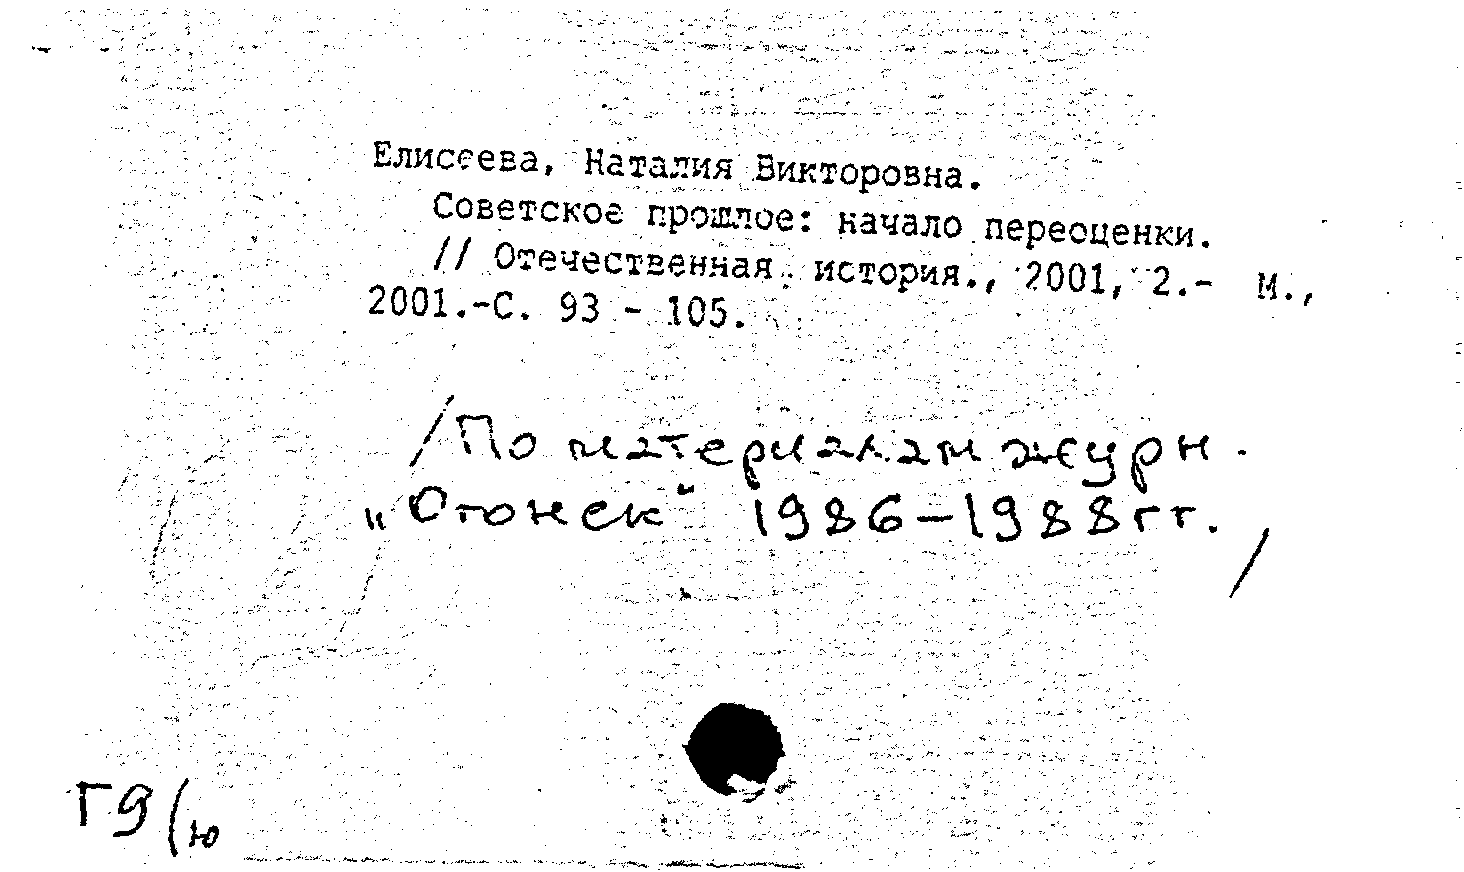 Елисеева, Наталия Викторовна.
Советское прошлое: начало переоценки.
// Отечественная история., 2001, 2.- М.,
2001.-С. 93 - 105.
/По материалам журн.
„Огонек" 1986-1988гг./
Г9(ю